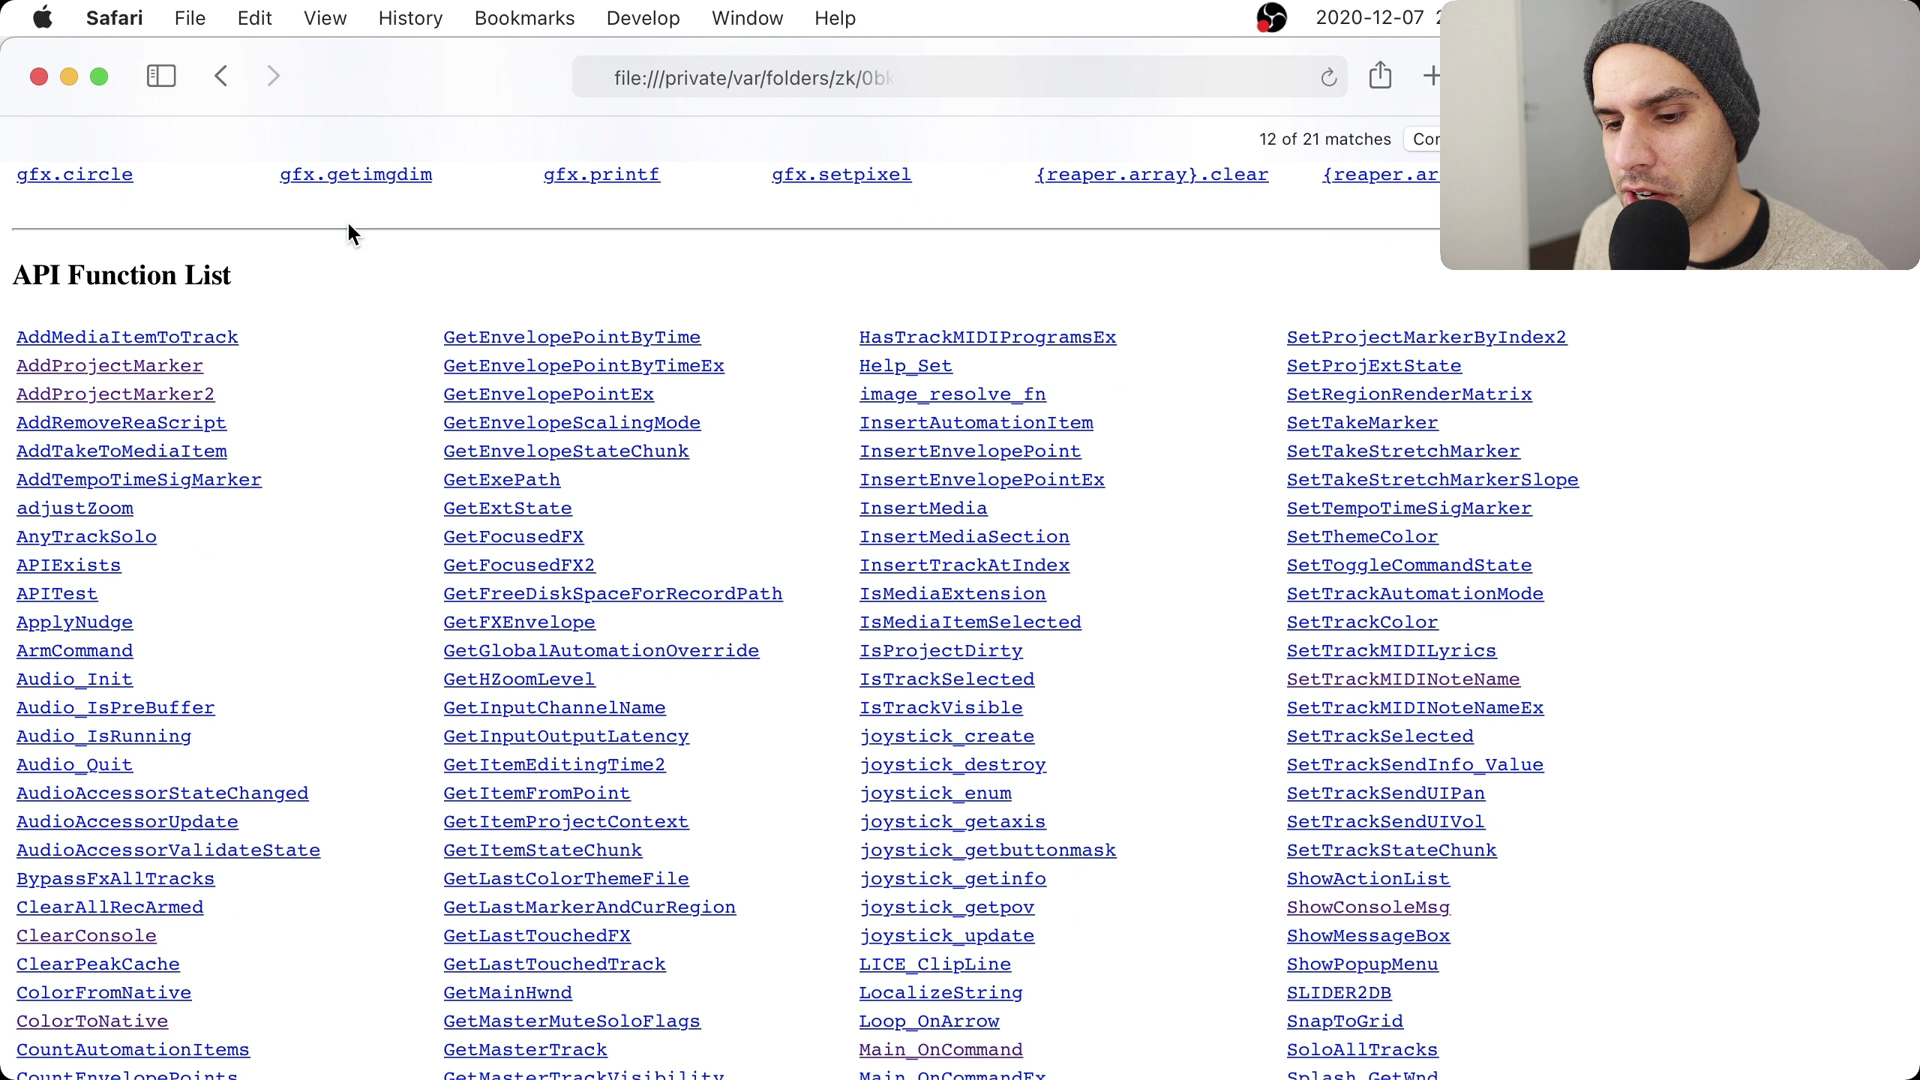 Safari File Edit View History Bookmarks Develop Window Help 2020-12-07
file:///private/var/folders/zk/0bk
12 of 21 matches
gfx.circle gfx.getimgdim gfx.printf gfx.setpixel {reaper.array}.clear {reaper.ar
API Function List
AddMediaItemToTrack GetEnvelopePointByTime HasTrackMIDIProgramsEx SetProjectMarkerByIndex2
AddProjectMarker GetEnvelopePointByTimeEx Help_Set SetProjExtState
AddProjectMarker2 GetEnvelopePointEx image_resolve_fn SetRegionRenderMatrix
AddRemoveReaScript GetEnvelopeScalingMode InsertAutomationItem SetTakeMarker
AddTakeToMediaItem GetEnvelopeStateChunk InsertEnvelopePoint SetTakeStretchMarker
AddTempoTimeSigMarker GetExePath InsertEnvelopePointEx SetTakeStretchMarkerSlope
adjustZoom GetExtState InsertMedia SetTempoTimeSigMarker
AnyTrackSolo GetFocusedFX InsertMediaSection SetThemeColor
APIExists GetFocusedFX2 InsertTrackAtIndex SetToggleCommandState
APITest GetFreeDiskSpaceForRecordPath IsMediaExtension SetTrackAutomationMode
ApplyNudge GetFXEnvelope IsMediaItemSelected SetTrackColor
ArmCommand GetGlobalAutomationOverride IsProjectDirty SetTrackMIDILyrics
Audio_Init GetHZoomLevel IsTrackSelected SetTrackMIDINoteName
Audio_IsPreBuffer GetInputChannelName IsTrackVisible SetTrackMIDINoteNameEx
Audio_IsRunning GetInputOutputLatency joystick_create SetTrackSelected
Audio_Quit GetItemEditingTime2 joystick_destroy SetTrackSendInfo_Value
AudioAccessorStateChanged GetItemFromPoint joystick_enum SetTrackSendUIPan
AudioAccessorUpdate GetItemProjectContext joystick_getaxis SetTrackSendUIVol
AudioAccessorValidateState GetItemStateChunk joystick_getbuttonmask SetTrackStateChunk
BypassFxAllTracks GetLastColorThemeFile joystick_getinfo ShowActionList
ClearAllRecArmed GetLastMarkerAndCurRegion joystick_getpov ShowConsoleMsg
ClearConsole GetLastTouchedFX joystick_update ShowMessageBox
ClearPeakCache GetLastTouchedTrack LICE_ClipLine ShowPopupMenu
ColorFromNative GetMainHwnd LocalizeString SLIDER2DB
ColorToNative GetMasterMuteSoloFlags Loop_OnArrow SnapToGrid
CountAutomationItems GetMasterTrack Main_OnCommand SoloAllTracks
CountEnvelopePoints GetMasterTrackVisibility Main_OnCommandEx Splash_GetWnd